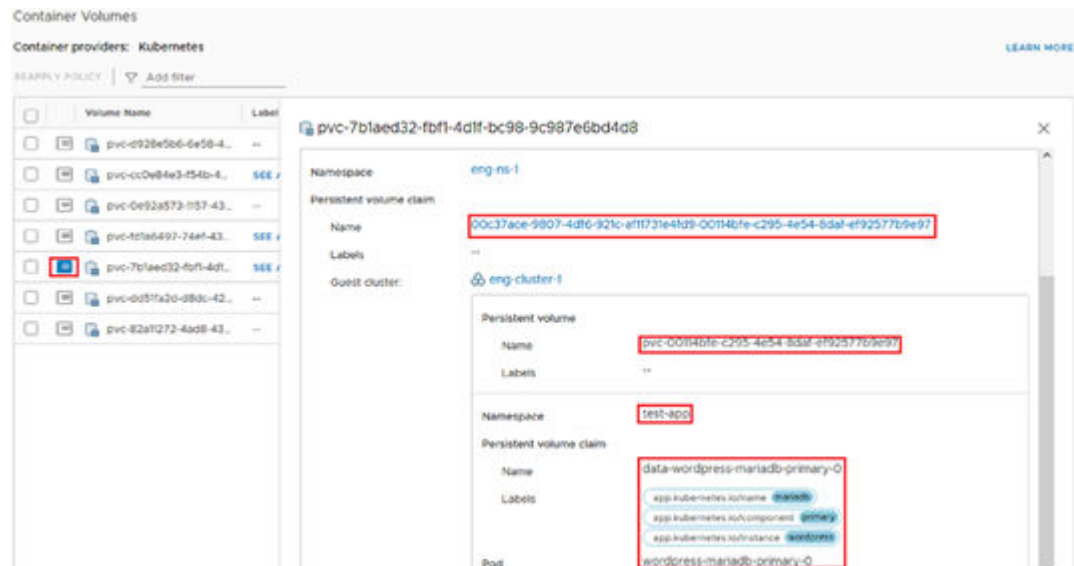 Container Volumes
Container providers: Kubernetes
LEARN MORE
REAPPLY POLICY
Add filter
Volume Name
Label
pvc-d928e5b6-6e58-4...
--
pvc-cc0e84e3-f54b-4...
SEE A
pvc-0e92a573-1157-43...
--
pvc-fd1a6497-74ef-43...
SEE A
pvc-7b1aed32-fbf1-4d1...
SEE A
pvc-dd51fa2d-d8dc-42...
--
pvc-82a11272-4ad8-43...
--
pvc-7b1aed32-fbf1-4d1f-bc98-9c987e6bd4d8
Namespace
eng-ns-1
Persistent volume claim
Name
00c37ace-9807-4df6-921c-af11731e4fd9-00114bfe-c295-4e54-8daf-ef92577b9e97
Labels
--
Guest cluster:
eng-cluster-1
Persistent volume
Name
pvc-00114bfe-c295-4e54-8daf-ef92577b9e97
Labels
--
Namespace
test-app
Persistent volume claim
Name
data-wordpress-mariadb-primary-0
Labels
app.kubernetes.io/name mariadb
app.kubernetes.io/component primary
app.kubernetes.io/instance wordpress
Pod
wordpress-mariadb-primary-0